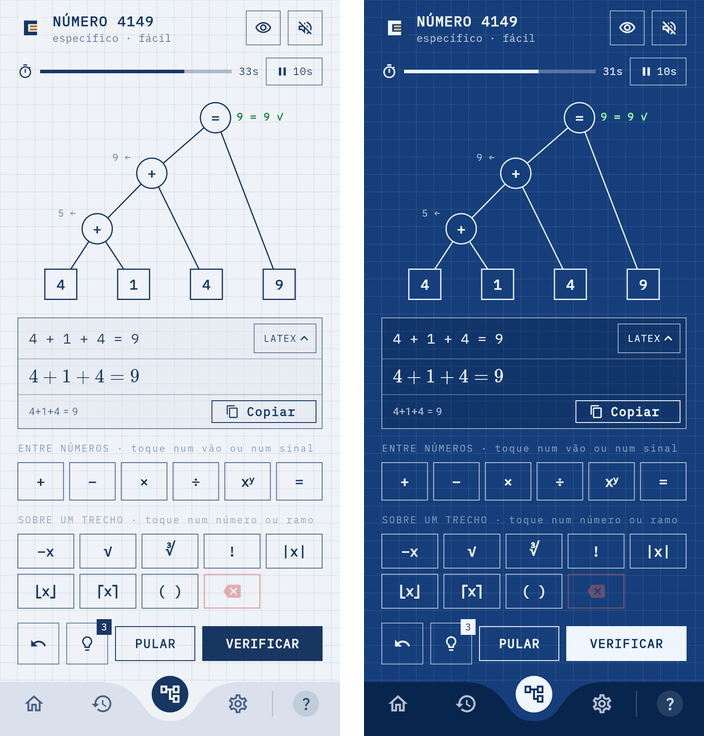 NÚMERO 4149
específico · fácil
33s
10s
=
9 = 9 √
9 ←
+
5 ←
+
4 1 4 9
4 + 1 + 4 = 9
LATEX
4 + 1 + 4 = 9
4+1+4 = 9
Copiar
ENTRE NÚMEROS · toque num vão ou num sinal
+ − × ÷ xʸ =
SOBRE UM TRECHO · toque num número ou ramo
−x √ ∛ ! |x|
⌊x⌋ ⌈x⌉ ( )
3
PULAR
VERIFICAR
?
NÚMERO 4149
específico · fácil
31s
10s
=
9 = 9 √
9 ←
+
5 ←
+
4 1 4 9
4 + 1 + 4 = 9
LATEX
4 + 1 + 4 = 9
4+1+4 = 9
Copiar
ENTRE NÚMEROS · toque num vão ou num sinal
+ − × ÷ xʸ =
SOBRE UM TRECHO · toque num número ou ramo
−x √ ∛ ! |x|
⌊x⌋ ⌈x⌉ ( )
3
PULAR
VERIFICAR
?